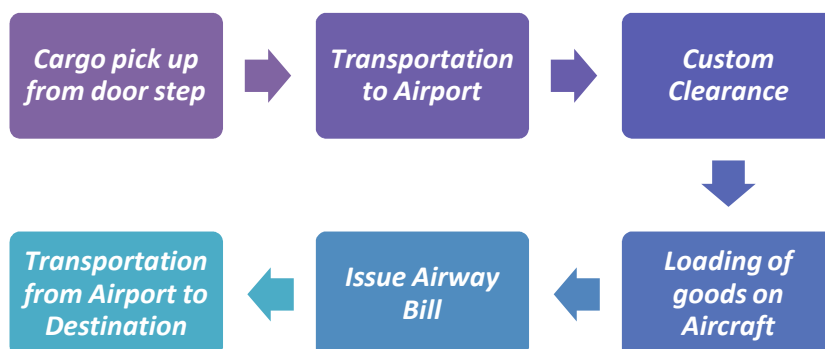 Cargo pick up
from door step
Transportation
to Airport
Custom
Clearance
Loading of
goods on
Aircraft
Issue Airway
Bill
Transportation
from Airport to
Destination